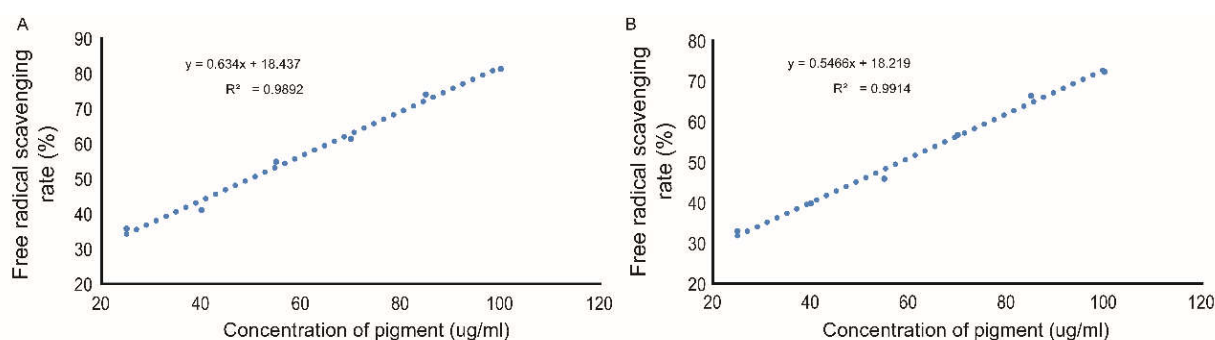 A
Free radical scavenging
rate (%)
90
80
70
60
50
40
30
20
y = 0.634x + 18.437
R² = 0.9892
20 40 60 80 100 120
Concentration of pigment (ug/ml)
B
Free radical scavenging
rate (%)
80
70
60
50
40
30
20
y = 0.5466x + 18.219
R² = 0.9914
20 40 60 80 100 120
Concentration of pigment (ug/ml)